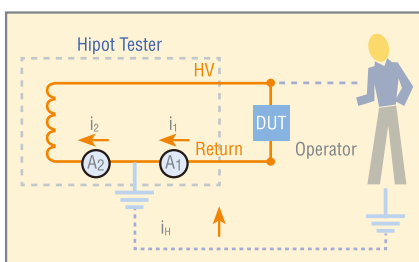 Hipot Tester
HV
i2
i1
DUT
A2
A1
Return
Operator
iH